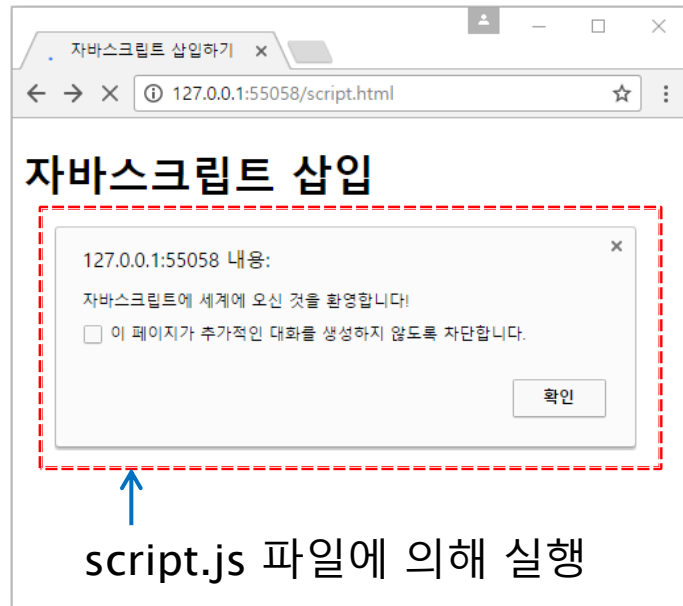 자바스크립트 삽입하기
127.0.0.1:55058/script.html
자바스크립트 삽입
127.0.0.1:55058 내용:
자바스크립트에 세계에 오신 것을 환영합니다!
이 페이지가 추가적인 대화를 생성하지 않도록 차단합니다.
확인
script.js 파일에 의해 실행